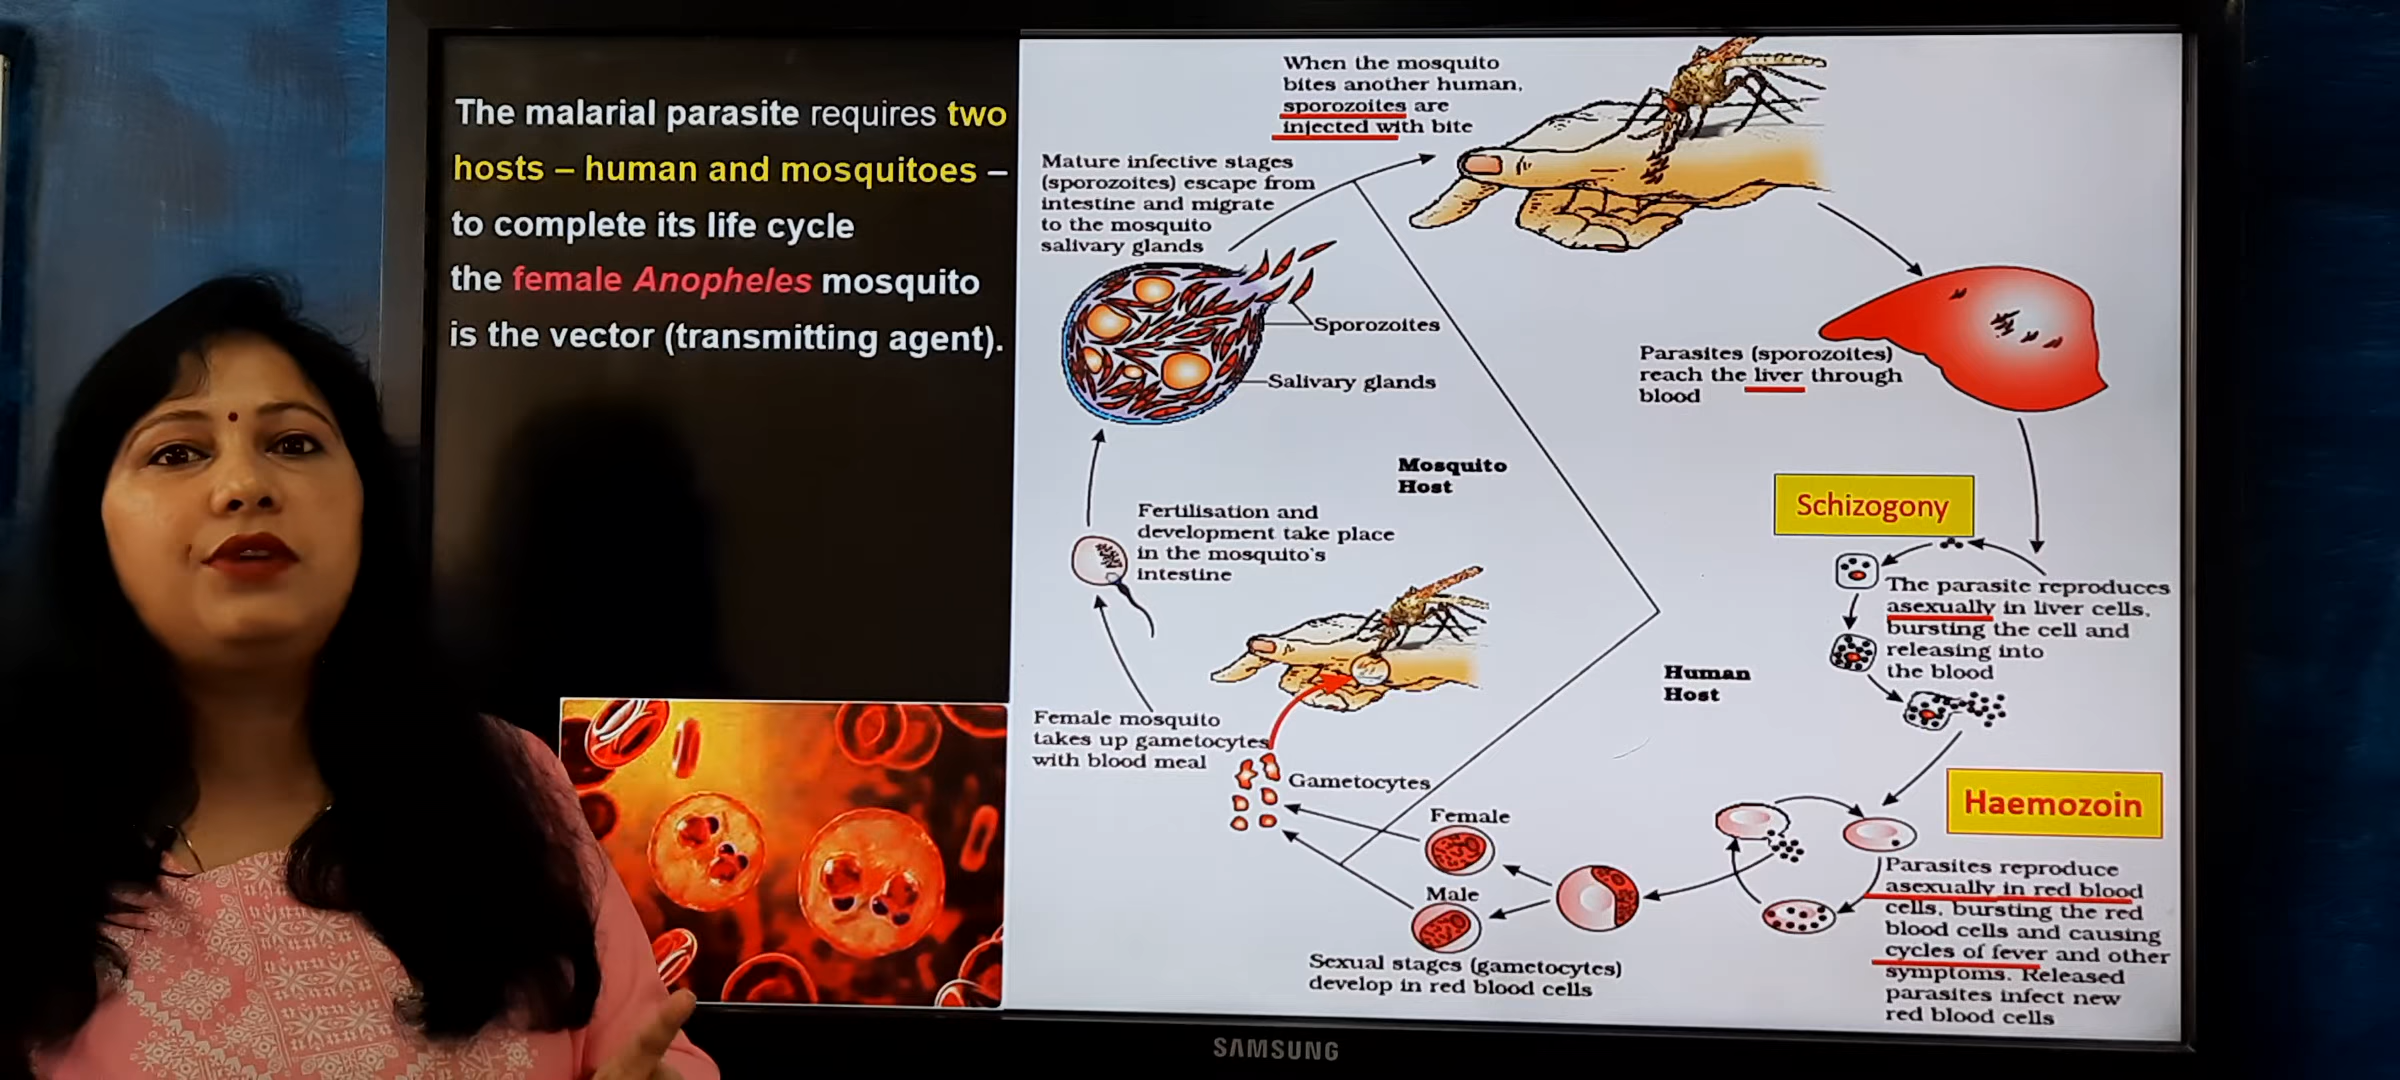 The malarial parasite requires two
hosts – human and mosquitoes –
to complete its life cycle
the female Anopheles mosquito
is the vector (transmitting agent).
When the mosquito
bites another human,
sporozoites are
injected with bite
Mature infective stages
(sporozoites) escape from
intestine and migrate
to the mosquito
salivary glands
Sporozoites
Salivary glands
Parasites (sporozoites)
reach the liver through
blood
Mosquito
Host
Schizogony
Fertilisation and
development take place
in the mosquito's
intestine
The parasite reproduces
asexually in liver cells,
bursting the cell and
releasing into
the blood
Human
Host
Female mosquito
takes up gametocytes
with blood meal
Gametocytes
Haemozoin
Female
Male
Parasites reproduce
asexually in red blood
cells, bursting the red
blood cells and causing
cycles of fever and other
symptoms. Released
parasites infect new
red blood cells
Sexual stages (gametocytes)
develop in red blood cells
SAMSUNG